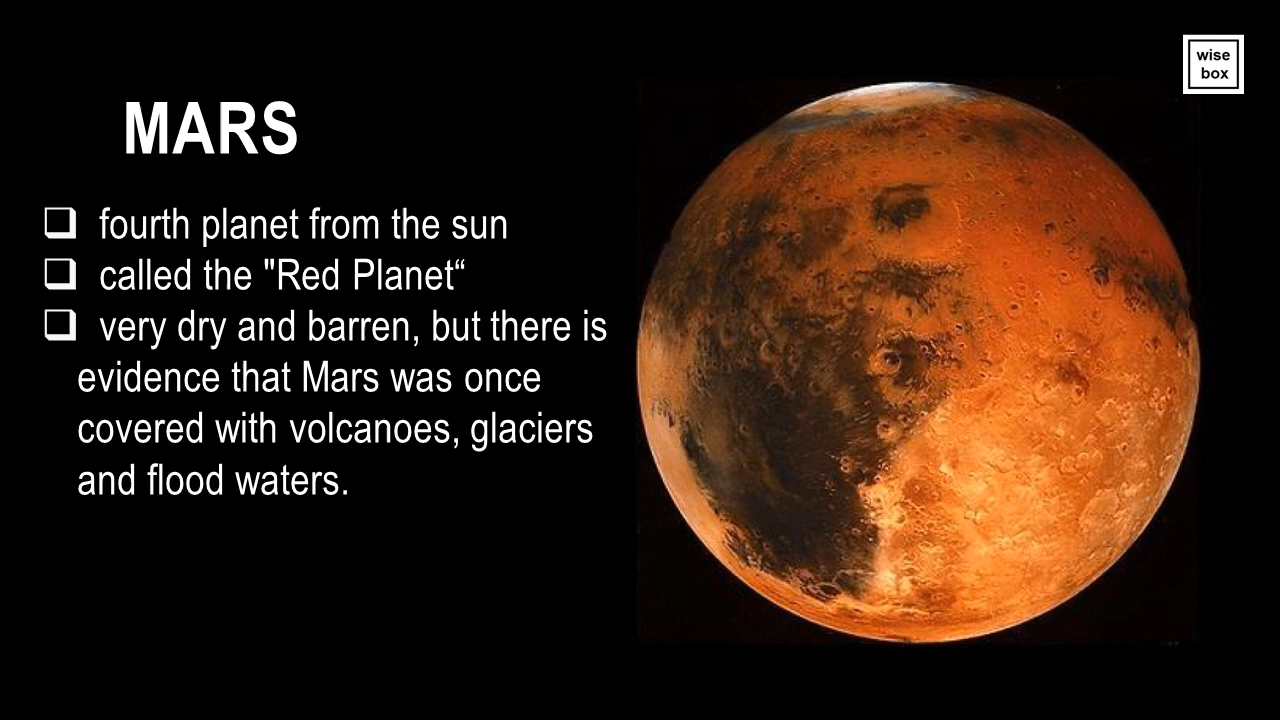 wise
box
MARS
❑ fourth planet from the sun
❑ called the "Red Planet“
❑ very dry and barren, but there is
evidence that Mars was once
covered with volcanoes, glaciers
and flood waters.